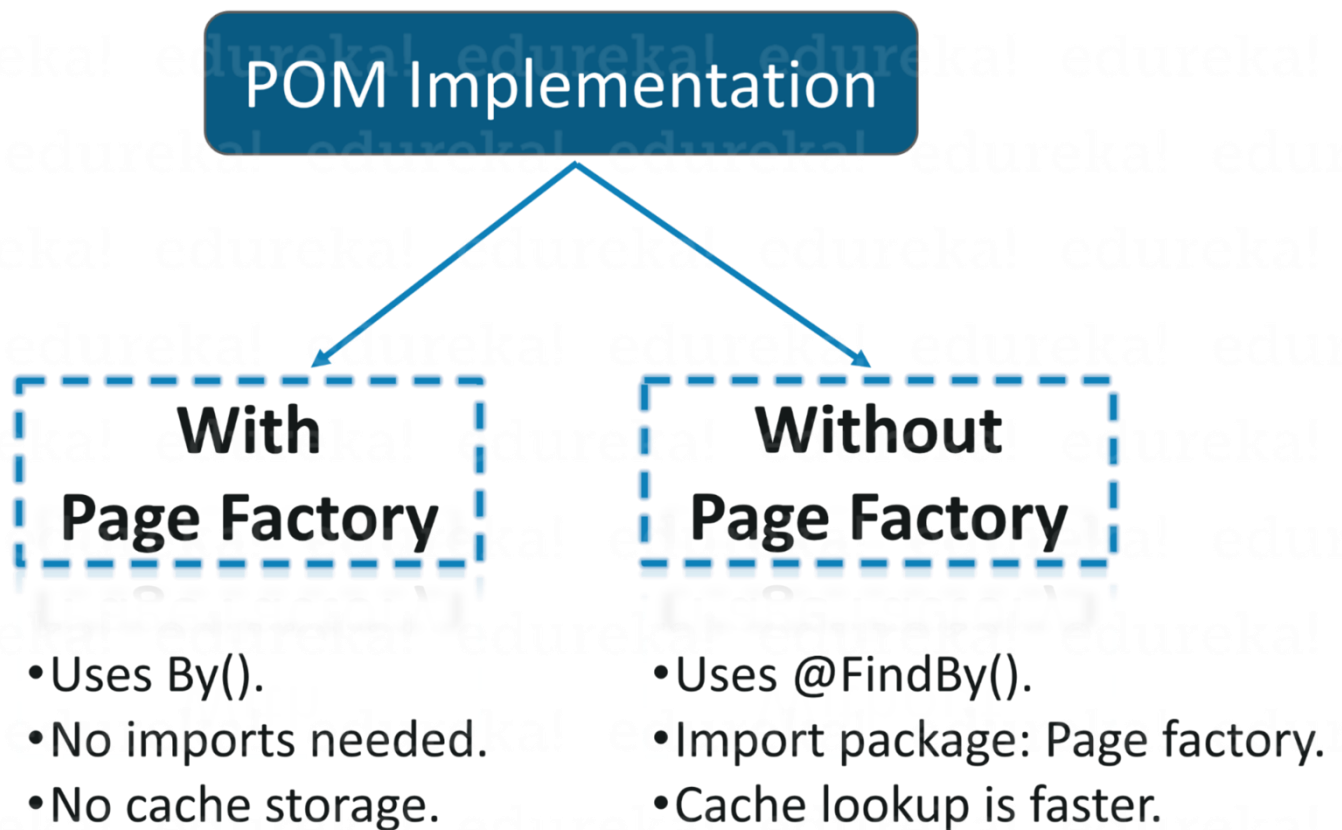 POM Implementation
With
Page Factory
•Uses By().
•No imports needed.
•No cache storage.
Without
Page Factory
•Uses @FindBy().
•Import package: Page factory.
•Cache lookup is faster.
edureka!